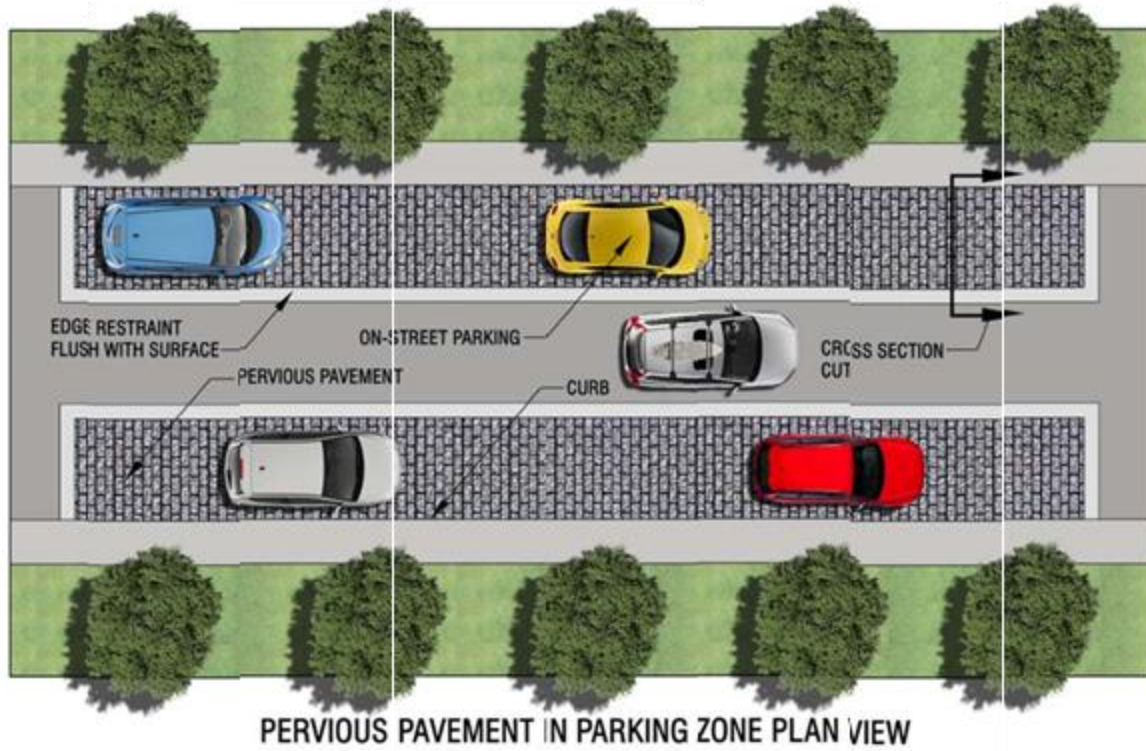 EDGE RESTRAINT
FLUSH WITH SURFACE
ON-STREET PARKING
CROSS SECTION
CUT
PERVIOUS PAVEMENT
CURB
PERVIOUS PAVEMENT IN PARKING ZONE PLAN VIEW